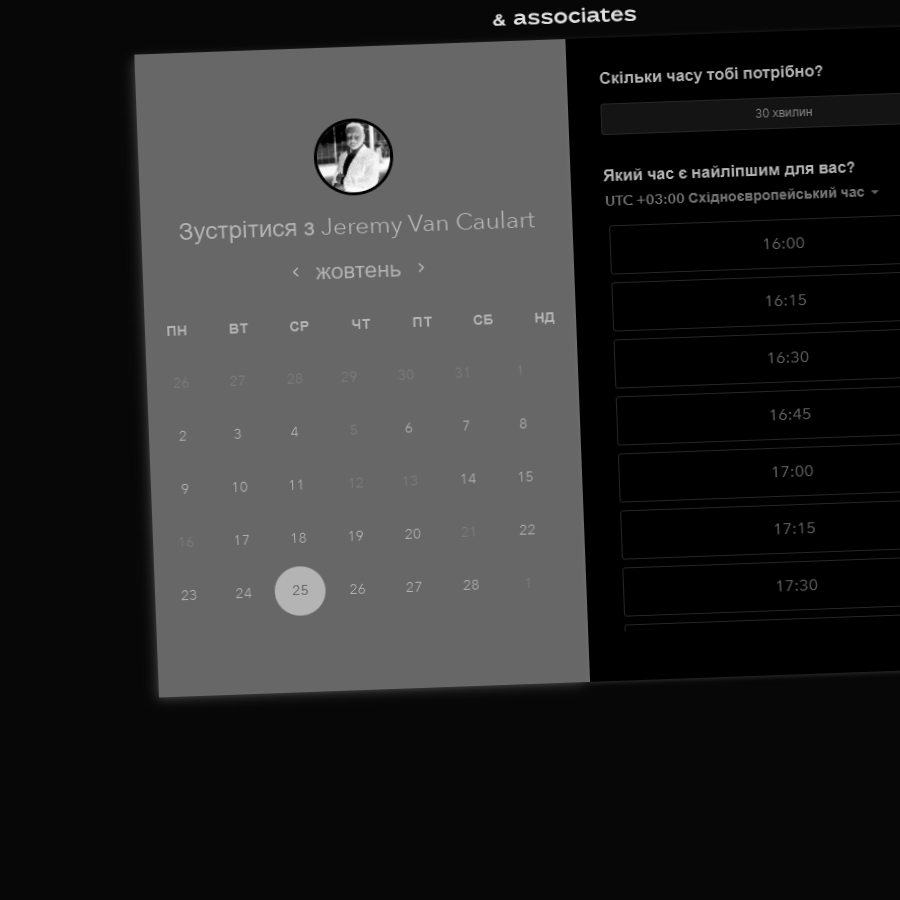 & associates
Зустрітися з Jeremy Van Caulart
жовтень
ПН ВТ СР ЧТ ПТ СБ НД
26 27 28 29 30 31 1
2 3 4 5 6 7 8
9 10 11 12 13 14 15
16 17 18 19 20 21 22
23 24 25 26 27 28 1
Скільки часу тобі потрібно?
30 хвилин
Який час є найліпшим для вас?
UTC +03:00 Східноєвропейський час
16:00
16:15
16:30
16:45
17:00
17:15
17:30